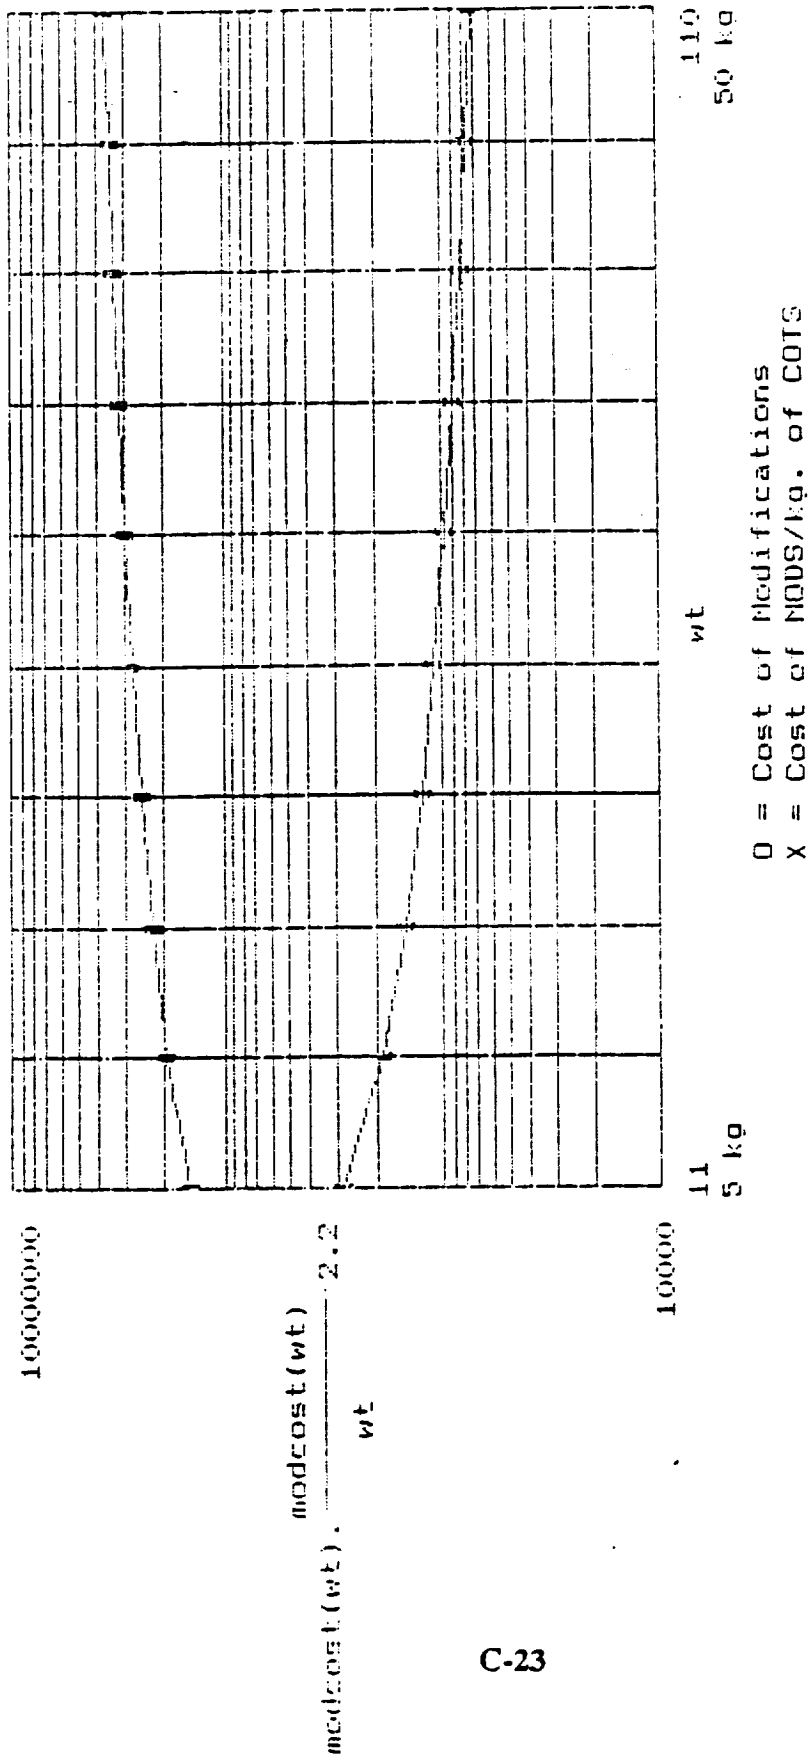 10000000
modcost(wt)
modcost(wt), 2.2
wt
10000
11 110
5 kg 50 kg
wt
O = Cost of Modifications
X = Cost of MODS/kg. of COTS
C-23